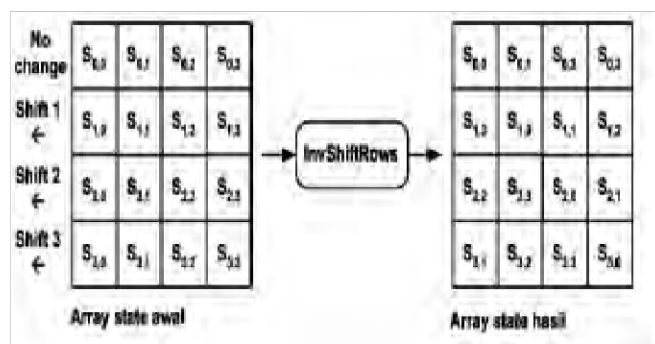 No change
S0,0 S0,1 S0,2 S0,3
Shift 1
←
S1,0 S1,1 S1,2 S1,3
Shift 2
←
S2,0 S2,1 S2,2 S2,3
Shift 3
←
S3,0 S3,1 S3,2 S3,3
Array state awal
InvShiftRows
S0,0 S0,1 S0,2 S0,3
S1,3 S1,0 S1,1 S1,2
S2,2 S2,3 S2,0 S2,1
S3,1 S3,2 S3,3 S3,0
Array state hasil